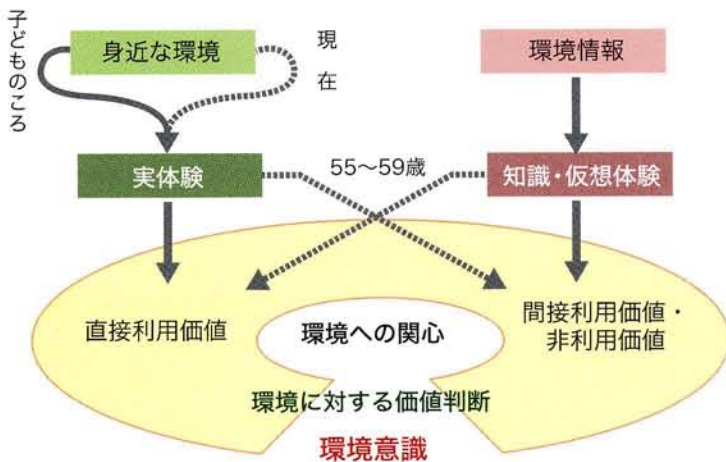 子どものころ
身近な環境
現在
環境情報
実体験
55～59歳
知識・仮想体験
直接利用価値
環境への関心
間接利用価値・
非利用価値
環境に対する価値判断
環境意識